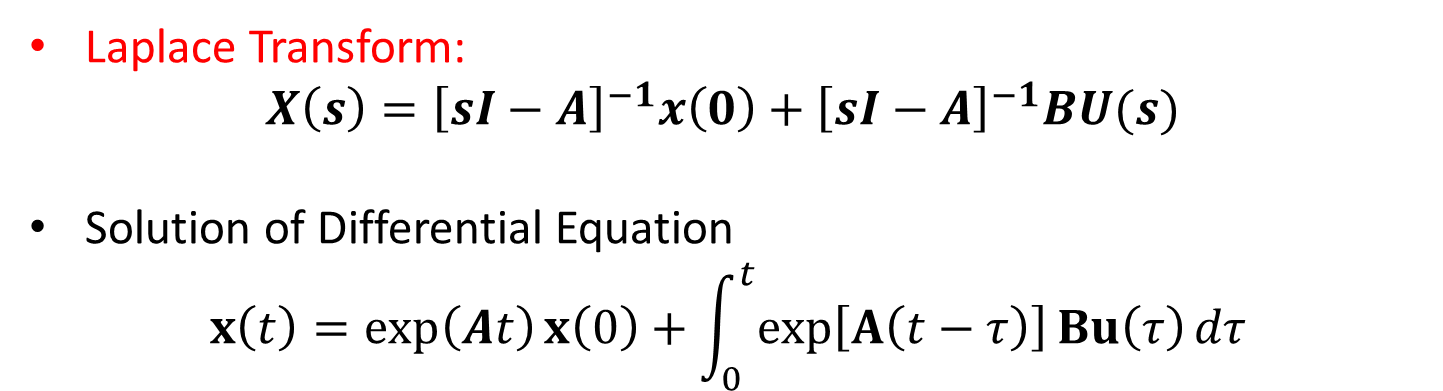 • Laplace Transform:
X(s) = [sI − A]⁻¹x(0) + [sI − A]⁻¹BU(s)
• Solution of Differential Equation
x(t) = exp(At) x(0) + ∫₀ᵗ exp[A(t − τ)] Bu(τ) dτ